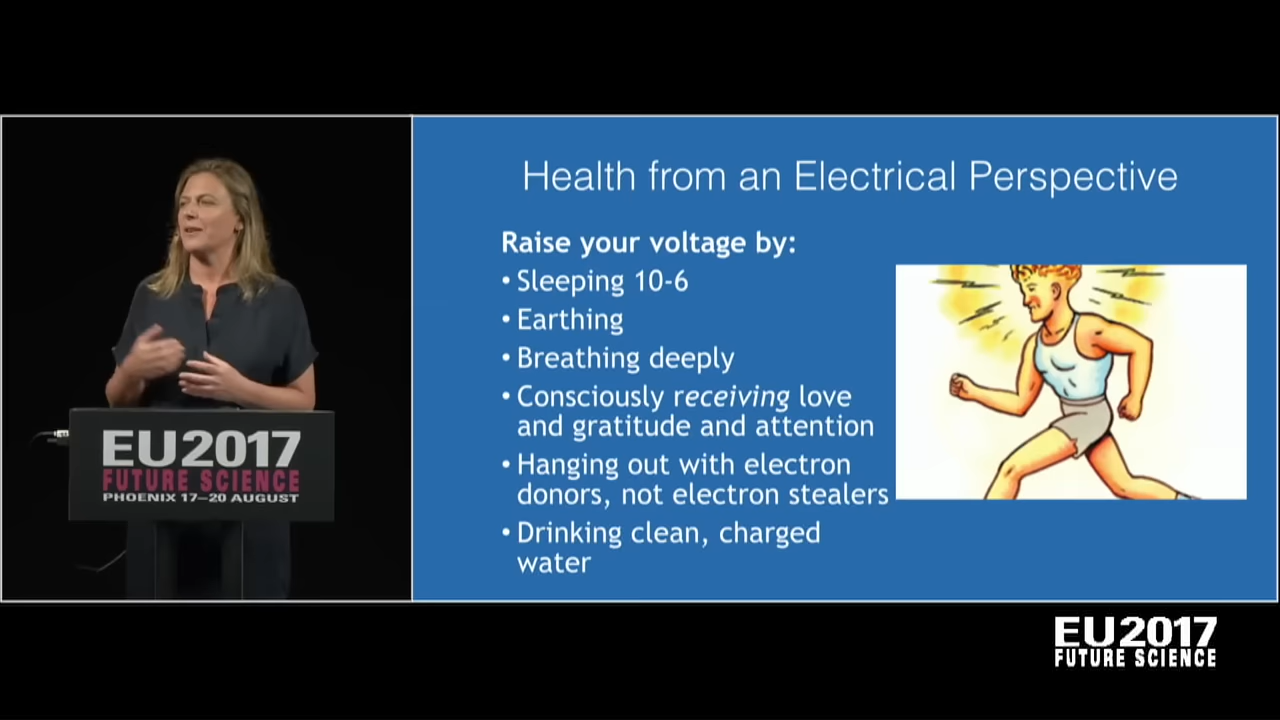 Health from an Electrical Perspective
Raise your voltage by:
• Sleeping 10-6
• Earthing
• Breathing deeply
• Consciously receiving love
and gratitude and attention
• Hanging out with electron
donors, not electron stealers
• Drinking clean, charged
water
EU2017
FUTURE SCIENCE
PHOENIX 17–20 AUGUST
EU2017
FUTURE SCIENCE